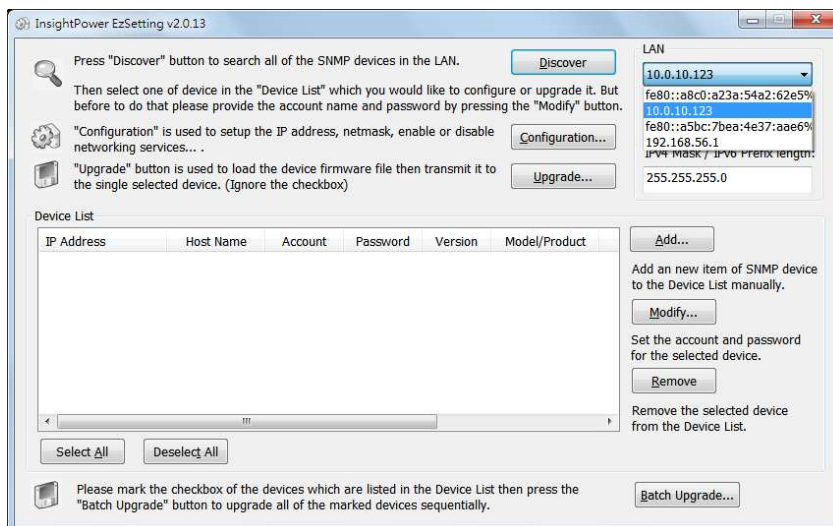 InsightPower EzSetting v2.0.13
Press "Discover" button to search all of the SNMP devices in the LAN.
Discover
Then select one of device in the "Device List" which you would like to configure or upgrade it. But
before to do that please provide the account name and password by pressing the "Modify" button.
"Configuration" is used to setup the IP address, netmask, enable or disable
networking services... .
Configuration...
"Upgrade" button is used to load the device firmware file then transmit it to
the single selected device. (Ignore the checkbox)
Upgrade...
LAN
10.0.10.123
fe80::a8c0:a23a:54a2:62e5%
10.0.10.123
fe80::a5bc:7bea:4e37:aae6%
192.168.56.1
IPv4 Mask / IPv6 Prefix length:
255.255.255.0
Device List
IP Address Host Name Account Password Version Model/Product
Add...
Add an new item of SNMP device
to the Device List manually.
Modify...
Set the account and password
for the selected device.
Remove
Remove the selected device
from the Device List.
Select All Deselect All
Please mark the checkbox of the devices which are listed in the Device List then press the
"Batch Upgrade" button to upgrade all of the marked devices sequentially.
Batch Upgrade...